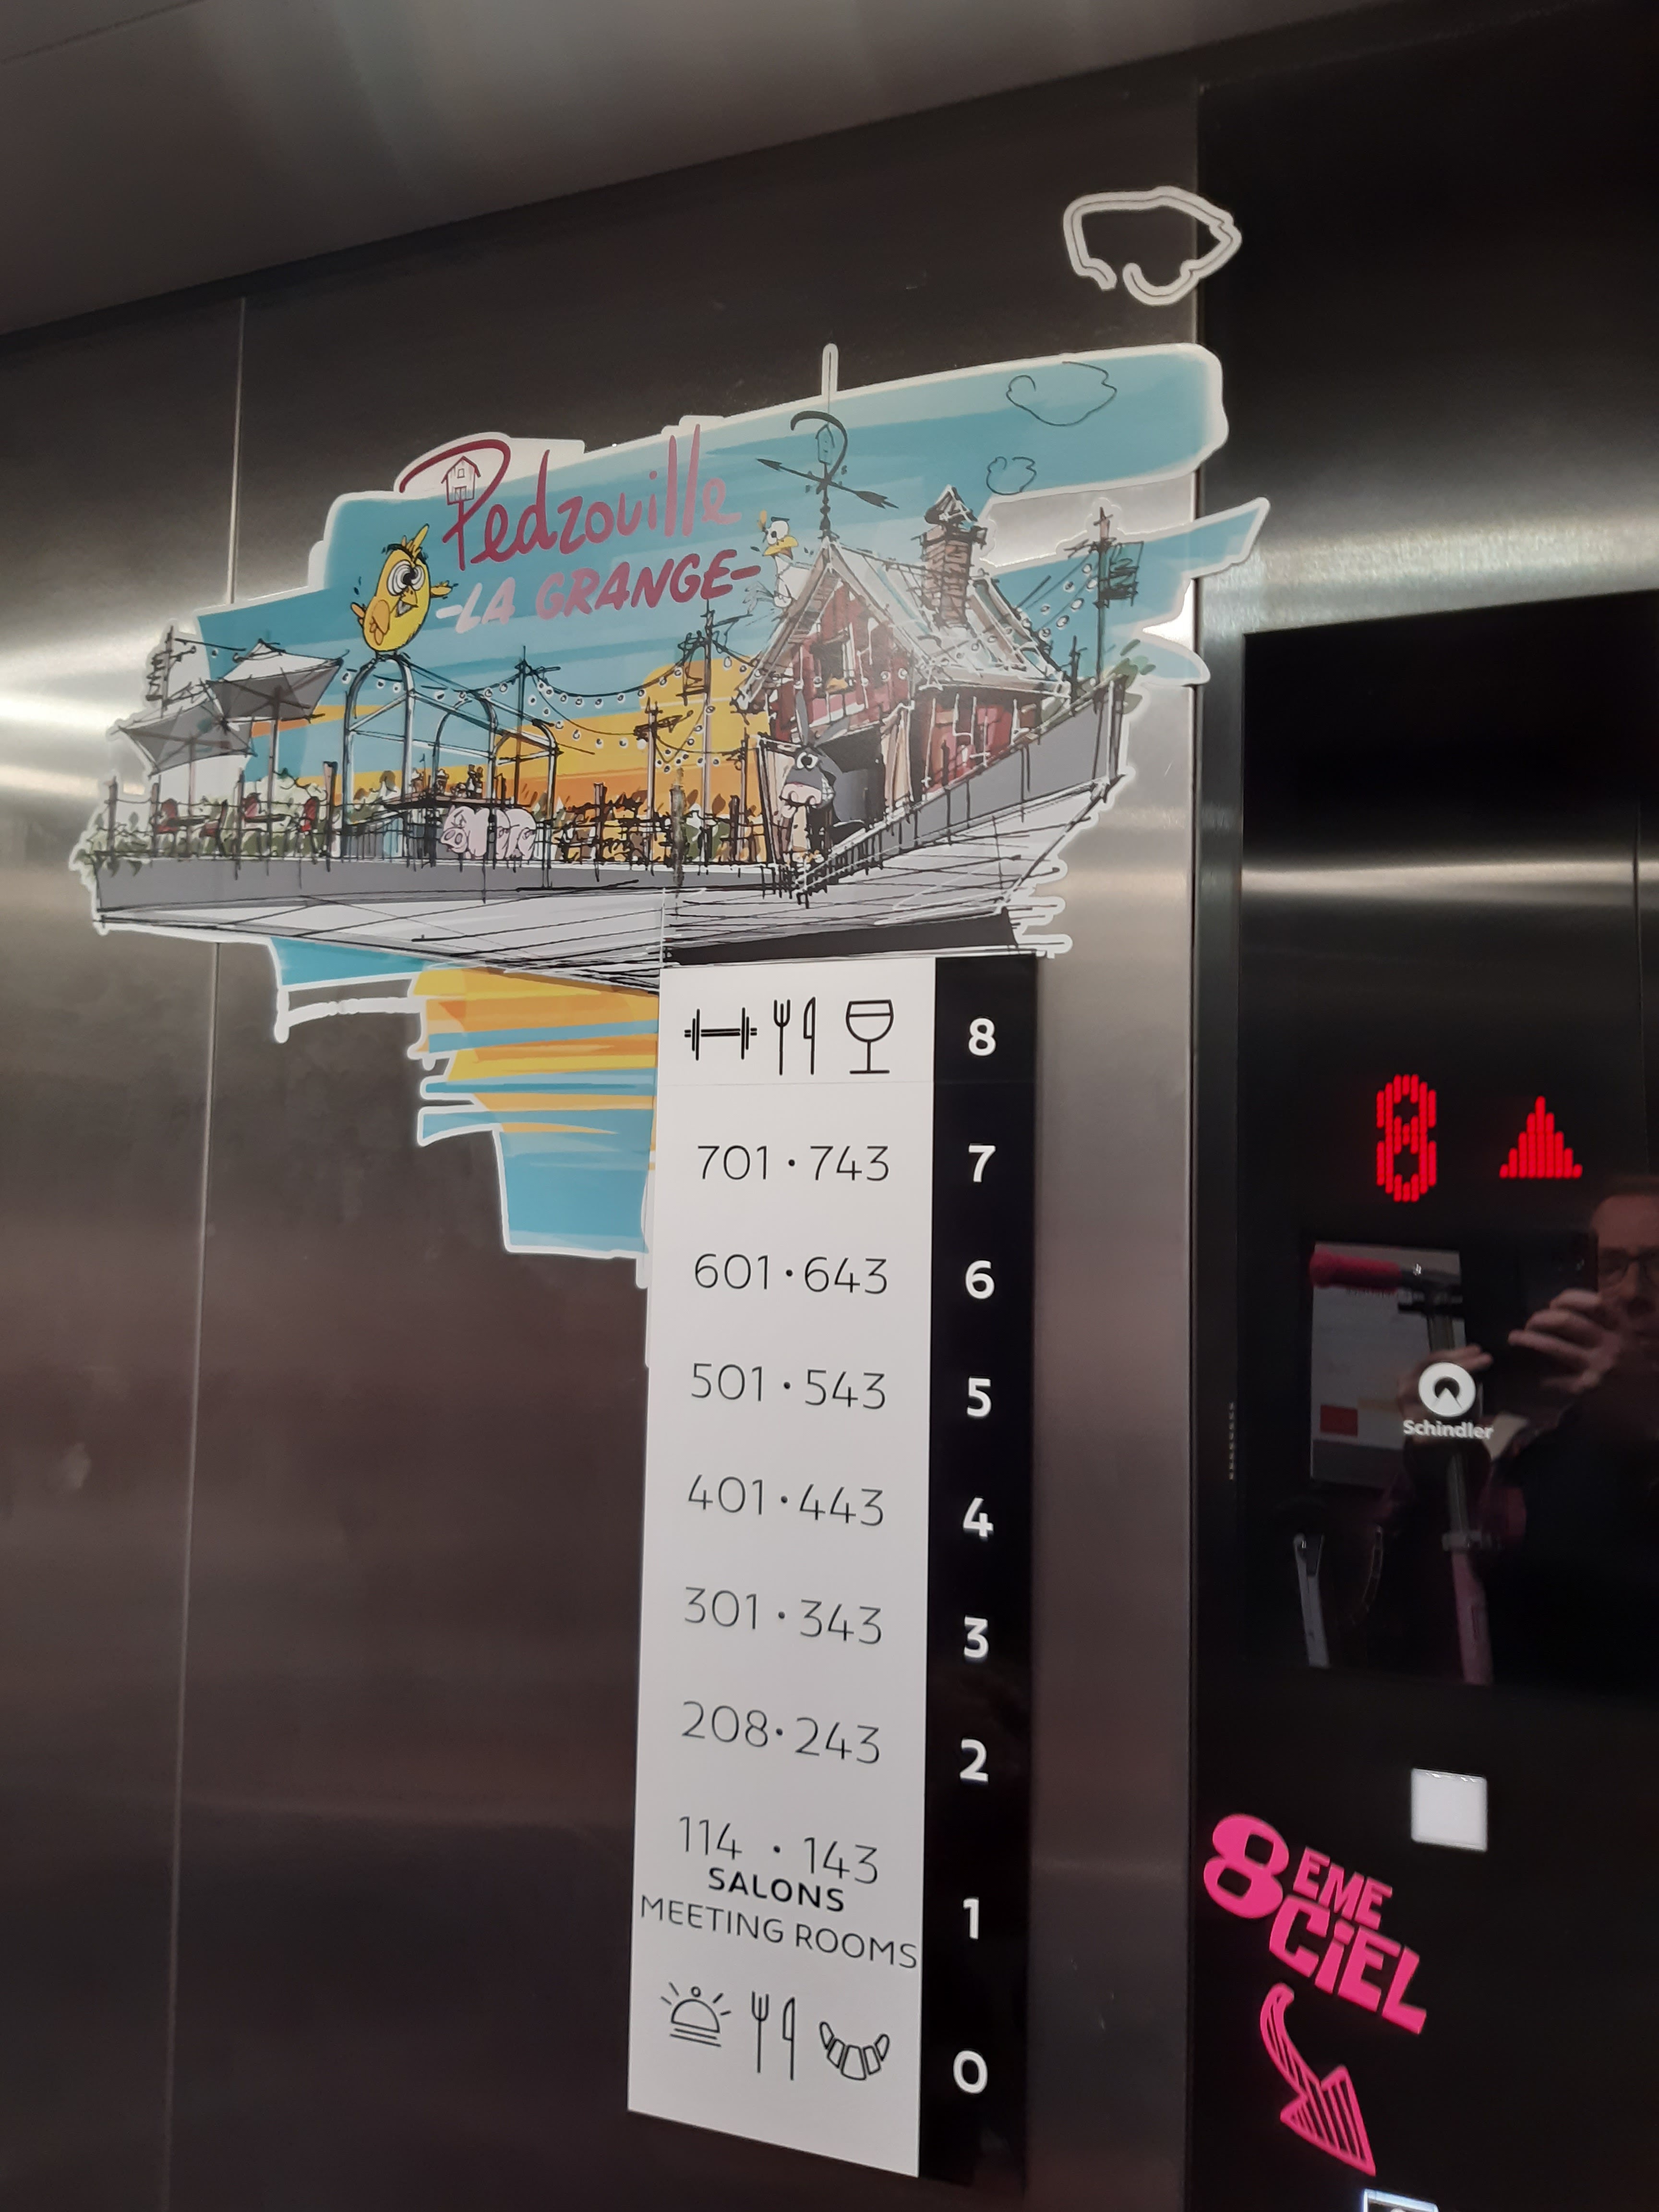 Pedzouille
-LA GRANGE-
8
701 · 743 7
601 · 643 6
501 · 543 5
401 · 443 4
301 · 343 3
208 · 243 2
114 · 143
SALONS
MEETING ROOMS
1
0
8
Schindler
8EME
CiEL